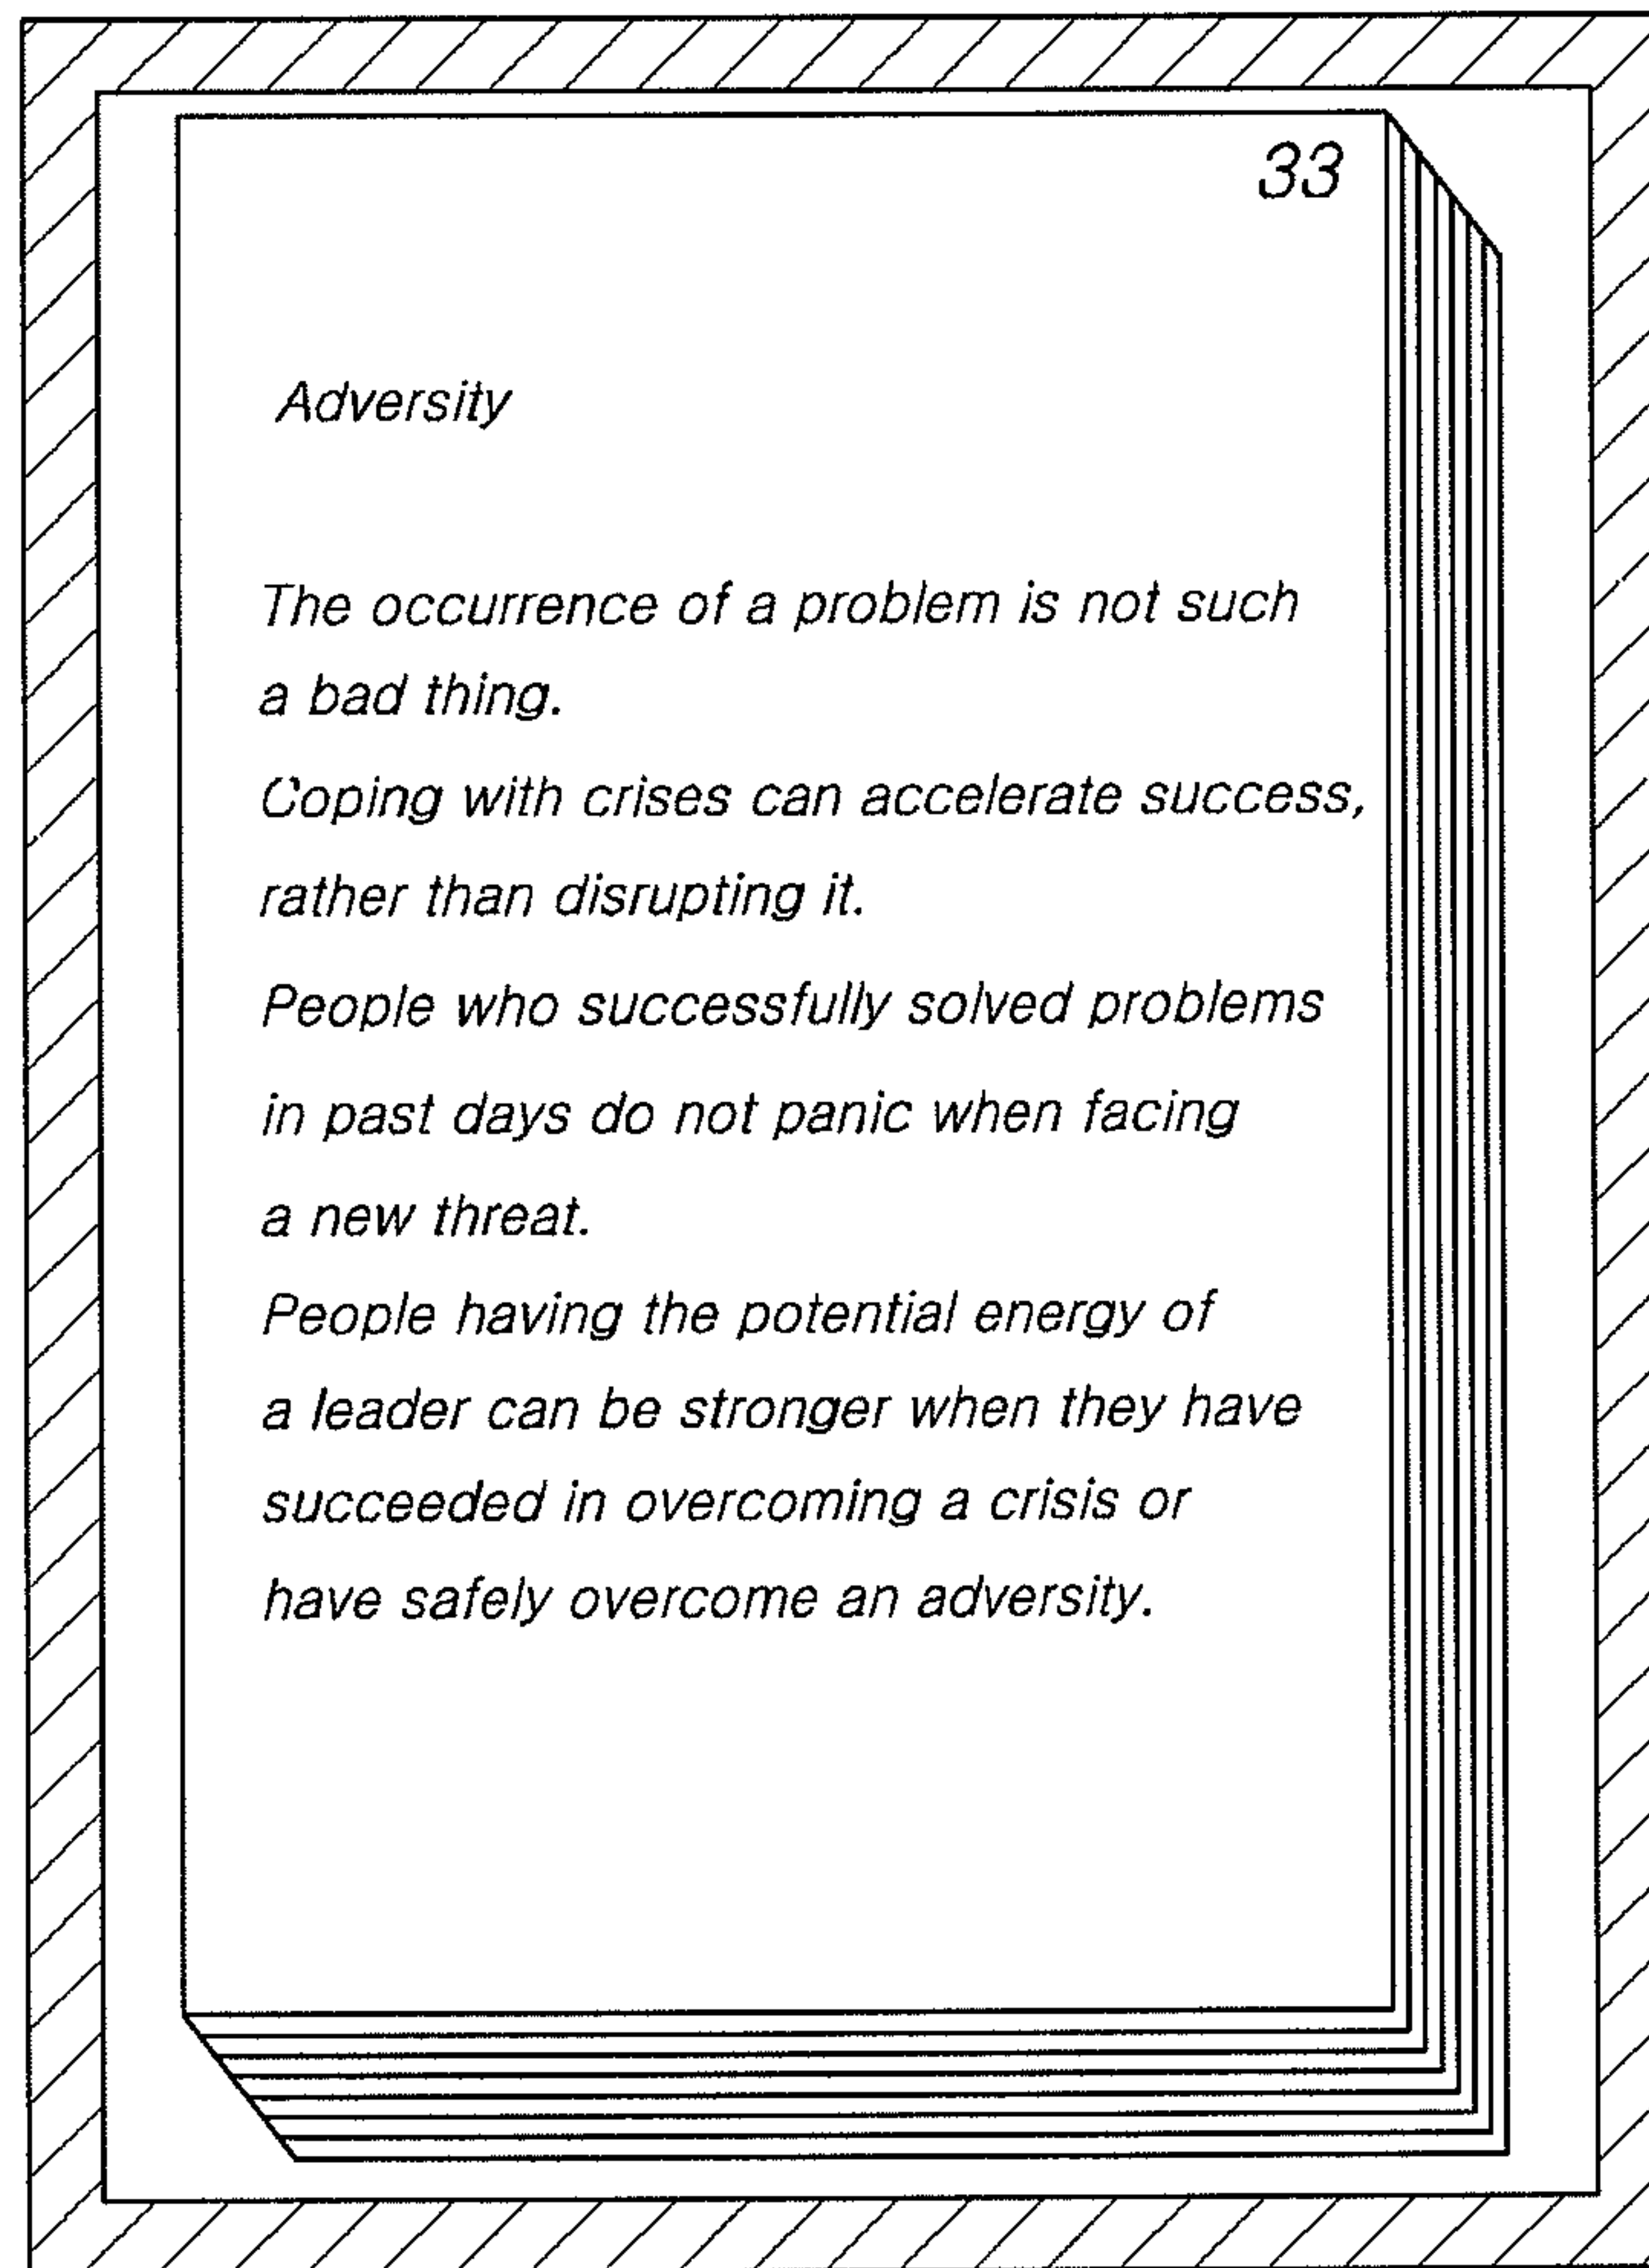 33
Adversity
The occurrence of a problem is not such
a bad thing.
Coping with crises can accelerate success,
rather than disrupting it.
People who successfully solved problems
in past days do not panic when facing
a new threat.
People having the potential energy of
a leader can be stronger when they have
succeeded in overcoming a crisis or
have safely overcome an adversity.